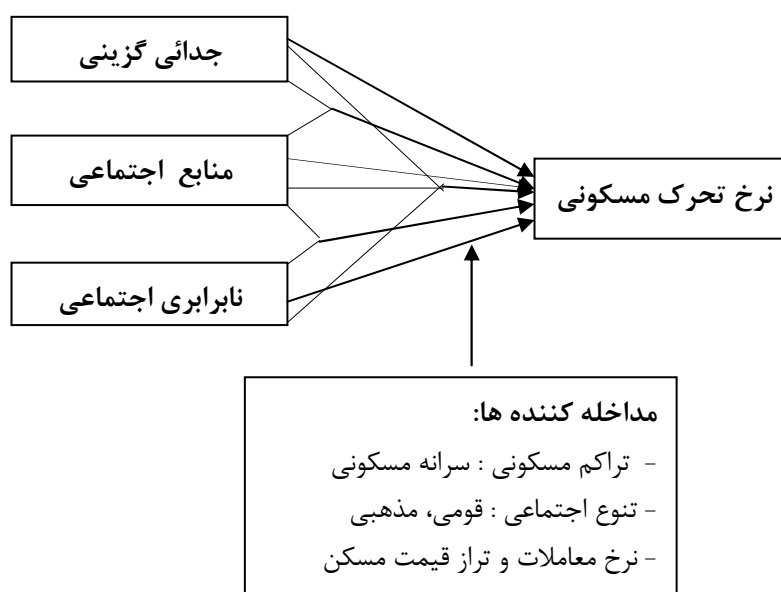 جدائی گزینی
منابع اجتماعی
نابرابری اجتماعی
نرخ تحرک مسکونی
مداخله کننده ها:
- تراکم مسکونی : سرانه مسکونی
- تنوع اجتماعی : قومی، مذهبی
- نرخ معاملات و تراز قیمت مسکن